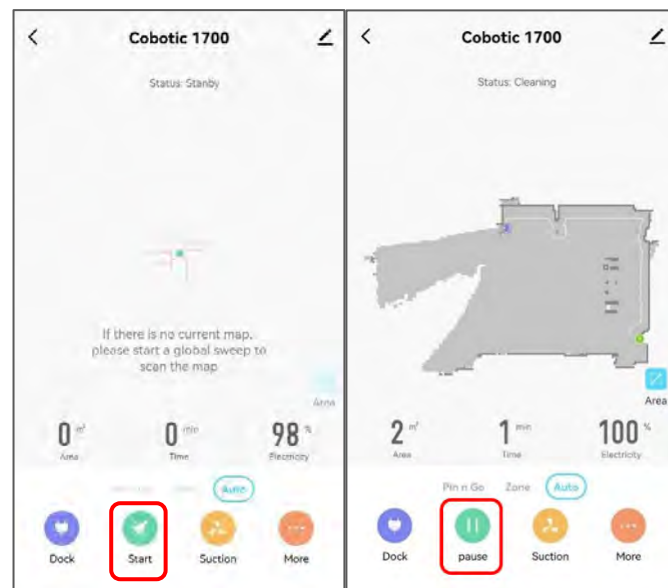 Cobotic 1700
Status: Stanby
If there is no current map,
please start a global sweep to
scan the map
Area
0 m² 0 min 98 %
Area Time Electricity
Auto
Dock Start Suction More
Cobotic 1700
Status: Cleaning
Area
2 m² 1 min 100 %
Area Time Electricity
Pin n Go Zone Auto
Dock pause Suction More